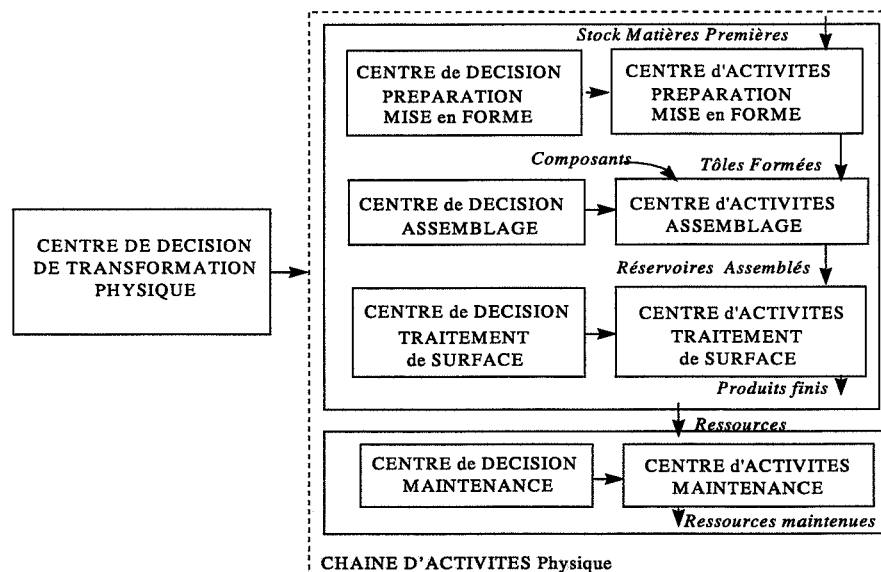 Stock Matières Premières
CENTRE de DECISION
PREPARATION
MISE en FORME
CENTRE d'ACTIVITES
PREPARATION
MISE en FORME
Composants
Tôles Formées
CENTRE de DECISION
ASSEMBLAGE
CENTRE d'ACTIVITES
ASSEMBLAGE
CENTRE DE DECISION
DE TRANSFORMATION
PHYSIQUE
Réservoires Assemblés
CENTRE de DECISION
TRAITEMENT
de SURFACE
CENTRE d'ACTIVITES
TRAITEMENT
de SURFACE
Produits finis
Ressources
CENTRE de DECISION
MAINTENANCE
CENTRE d'ACTIVITES
MAINTENANCE
Ressources maintenues
CHAINE D'ACTIVITES Physique